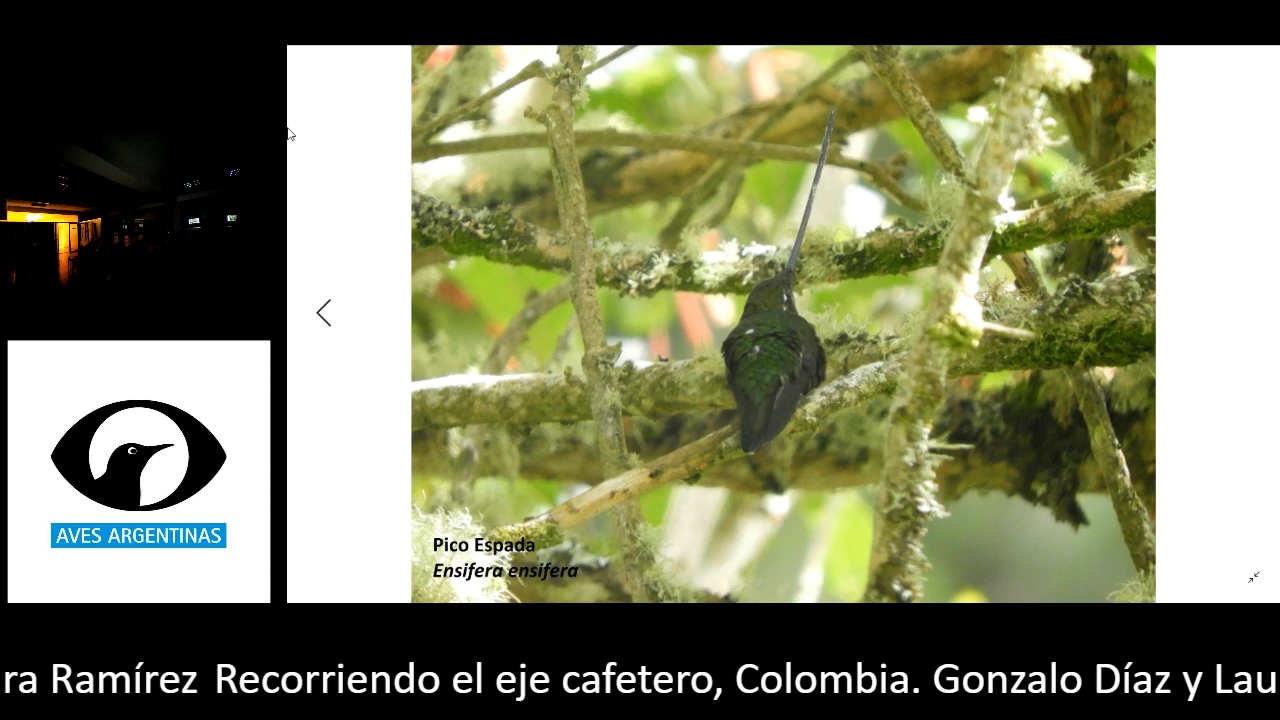 AVES ARGENTINAS
Pico Espada
Ensifera ensifera
ra Ramírez Recorriendo el eje cafetero, Colombia. Gonzalo Díaz y Lau